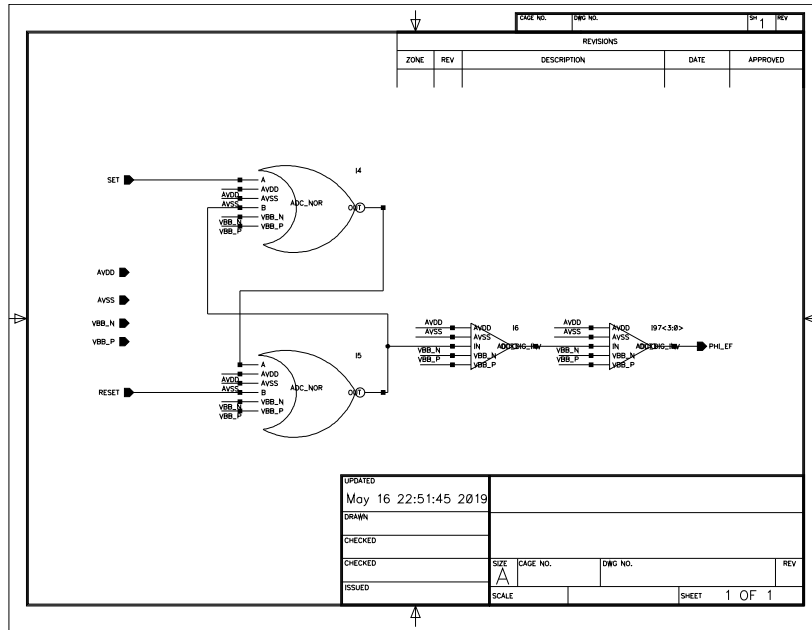 CAGE NO. DWG NO. SH 1 REV
REVISIONS
ZONE REV DESCRIPTION DATE APPROVED
I4
SET A
AVDD AVDD
AVSS AVSS
B ADC_NOR OUT
VBB_N VBB_N
VBB_P VBB_P
AVDD
AVSS
VBB_N
VBB_P
I5
A
AVDD AVDD
AVSS AVSS
RESET B ADC_NOR OUT
VBB_N VBB_N
VBB_P VBB_P
I6
AVDD AVDD
AVSS AVSS
IN
VBB_N VBB_N
VBB_P VBB_P
I97<3:0>
AVDD AVDD
AVSS AVSS
IN PHI_EF
VBB_N VBB_N
VBB_P VBB_P
UPDATED
May 16 22:51:45 2019
DRAWN
CHECKED
CHECKED
ISSUED
SIZE A CAGE NO. DWG NO. REV
SCALE SHEET 1 OF 1